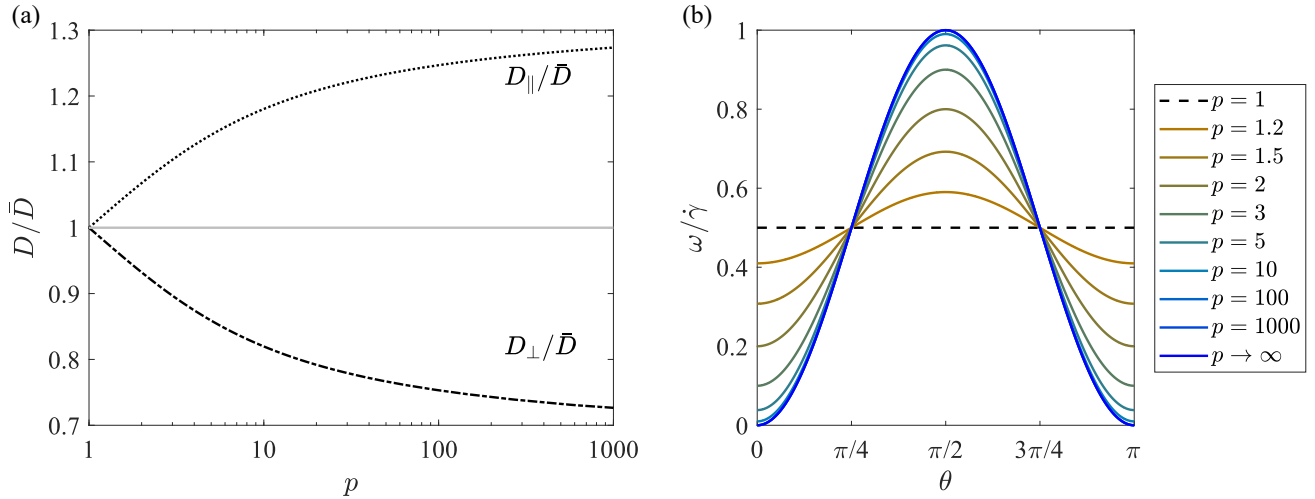 (a)
1.3
1.2
1.1
1
0.9
0.8
0.7
D/D̄
D∥/D̄
D⊥/D̄
1
10
100
1000
p
(b)
1
0.8
0.6
0.4
0.2
0
ω/γ̇
0
π/4
π/2
3π/4
π
θ
p = 1
p = 1.2
p = 1.5
p = 2
p = 3
p = 5
p = 10
p = 100
p = 1000
p → ∞